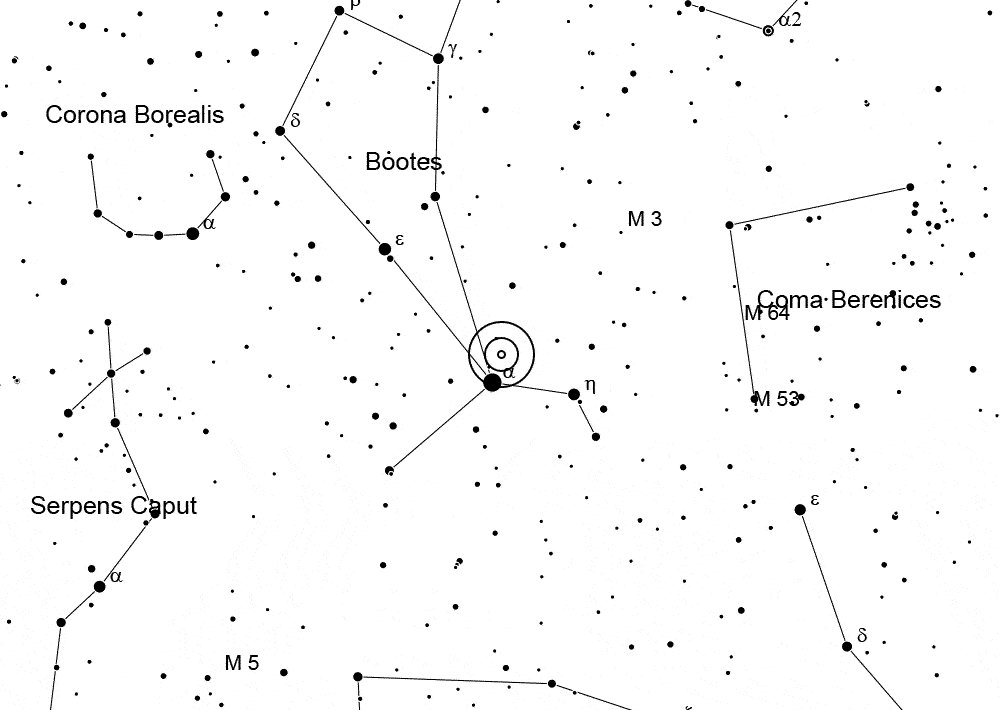 β
α2
γ
Corona Borealis
δ
Bootes
α
M 3
ε
Coma Berenices
M 64
α
η
M 53
Serpens Caput
ε
α
δ
M 5